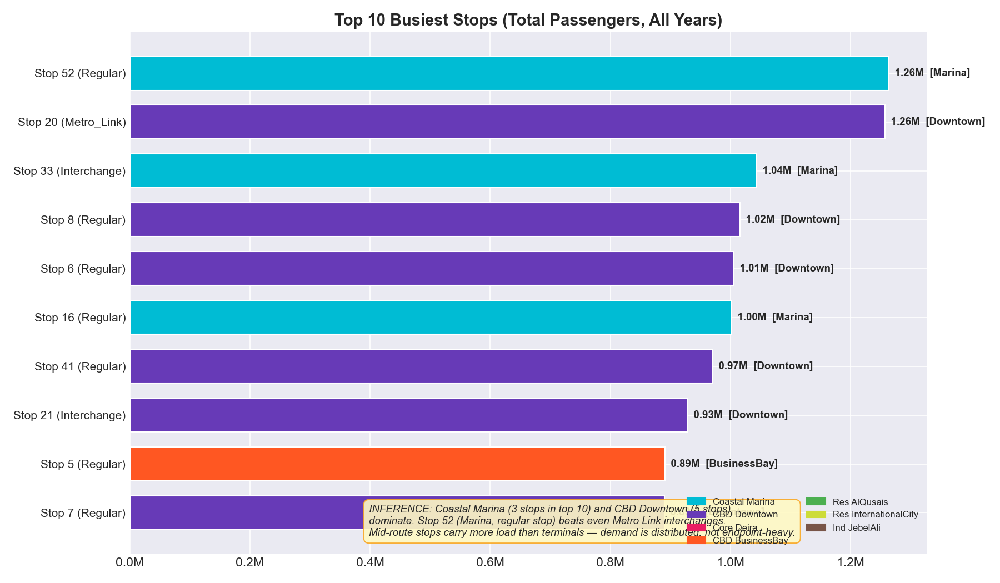 Top 10 Busiest Stops (Total Passengers, All Years)
Stop 52 (Regular)
1.26M [Marina]
Stop 20 (Metro_Link)
1.26M [Downtown]
Stop 33 (Interchange)
1.04M [Marina]
Stop 8 (Regular)
1.02M [Downtown]
Stop 6 (Regular)
1.01M [Downtown]
Stop 16 (Regular)
1.00M [Marina]
Stop 41 (Regular)
0.97M [Downtown]
Stop 21 (Interchange)
0.93M [Downtown]
Stop 5 (Regular)
0.89M [BusinessBay]
Stop 7 (Regular)
INFERENCE: Coastal Marina (3 stops in top 10) and CBD Downtown (5 stops)
dominate. Stop 52 (Marina, regular stop) beats even Metro Link interchanges.
Mid-route stops carry more load than terminals — demand is distributed, not endpoint-heavy.
Coastal Marina
CBD Downtown
Core Deira
CBD BusinessBay
Res AlQusais
Res InternationalCity
Ind JebelAli
0.0M
0.2M
0.4M
0.6M
0.8M
1.0M
1.2M